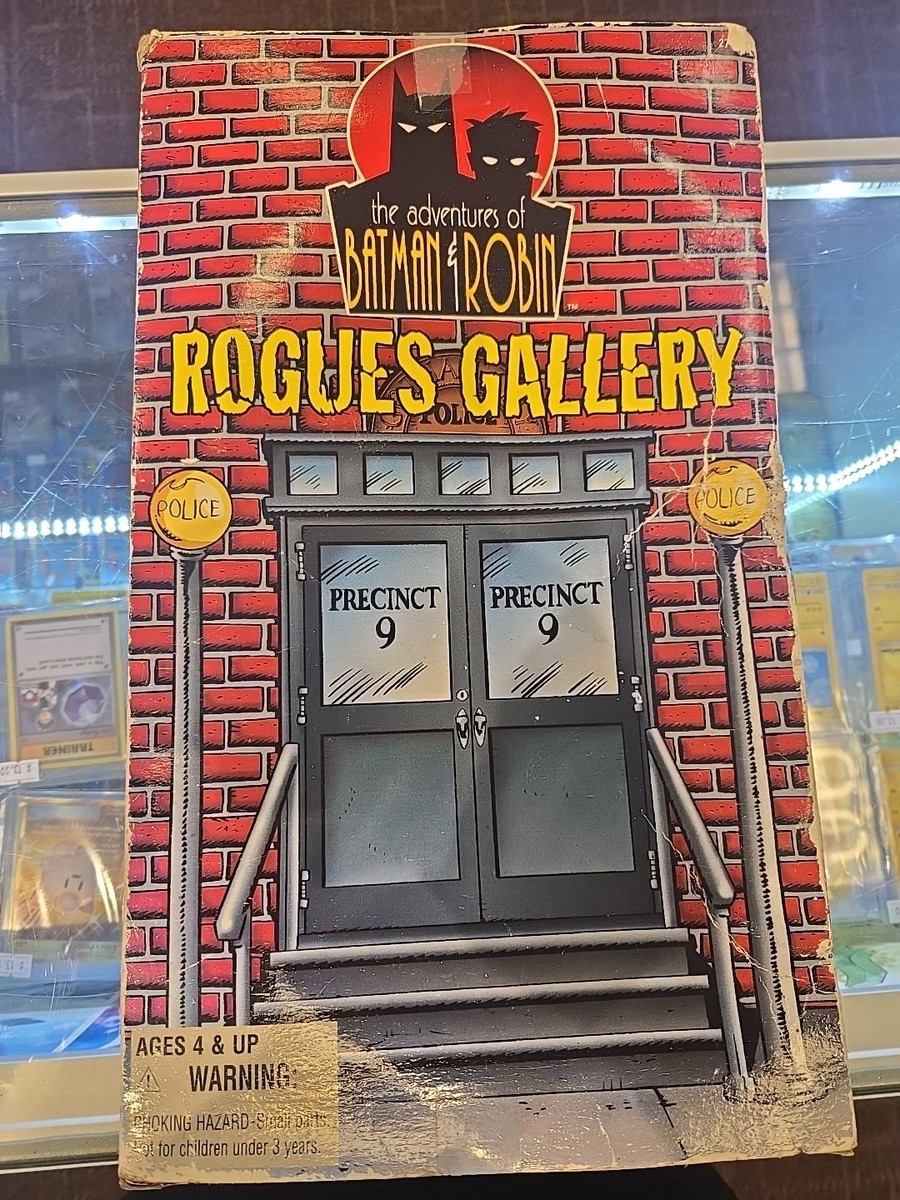 the adventures of
BATMAN & ROBIN
TM
ROGUES GALLERY
POLICE
POLICE
POLICE
PRECINCT
9
PRECINCT
9
TRAINER
AGES 4 & UP
WARNING:
CHOKING HAZARD-Small parts.
Not for children under 3 years.